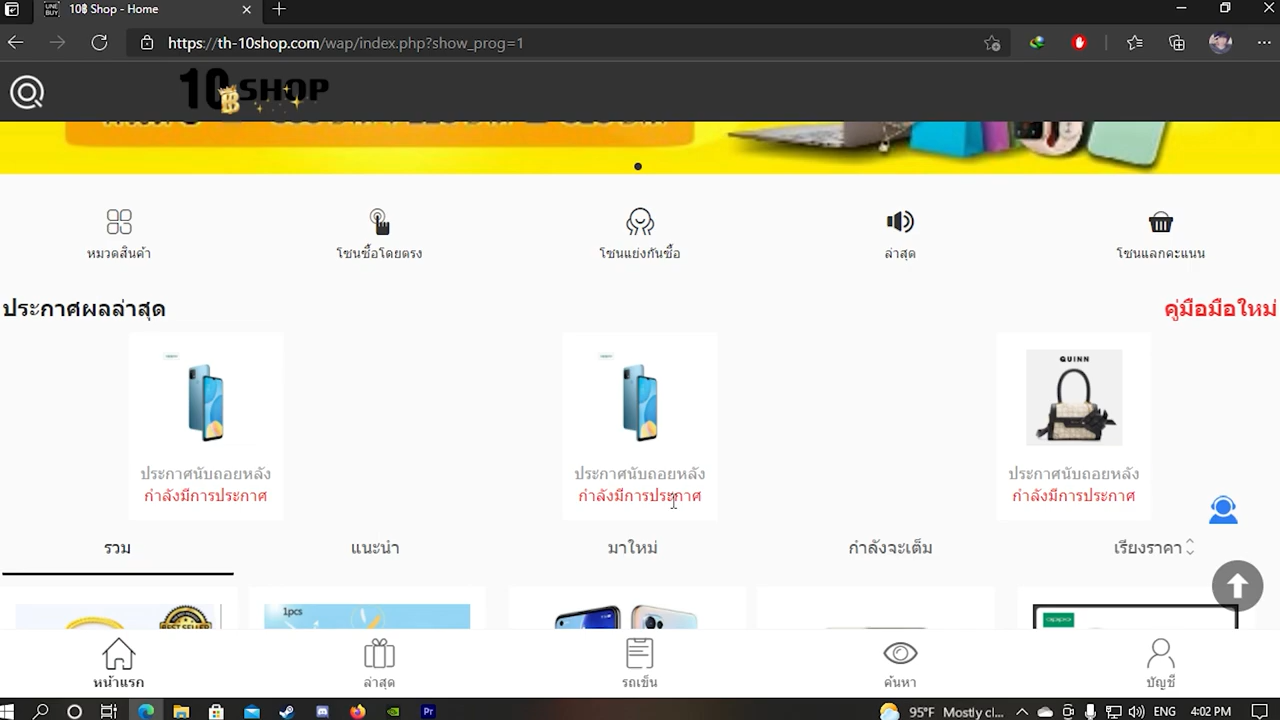 10฿ Shop - Home
https://th-10shop.com/wap/index.php?show_prog=1
10฿SHOP
หมวดสินค้า
โซนซื้อโดยตรง
โซนแย่งกันซื้อ
ล่าสุด
โซนแลกคะแนน
ประกาศผลล่าสุด
คู่มือมือใหม่
QUINN
ประกาศนับถอยหลัง
กำลังมีการประกาศ
ประกาศนับถอยหลัง
กำลังมีการประกาศ
ประกาศนับถอยหลัง
กำลังมีการประกาศ
รวม
แนะนำ
มาใหม่
กำลังจะเต็ม
เรียงราคา
BEST SELLER
1pcs
oppo
หน้าแรก
ล่าสุด
รถเข็น
ค้นหา
บัญชี
Pr
95°F Mostly cl...
ENG
4:02 PM